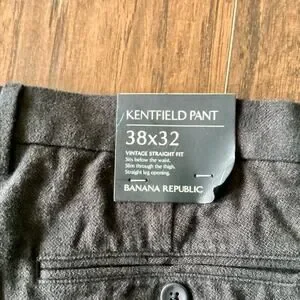 KENTFIELD PANT
38x32
VINTAGE STRAIGHT FIT
Sits below the waist.
Slim through the thigh.
Straight leg opening.
BANANA REPUBLIC